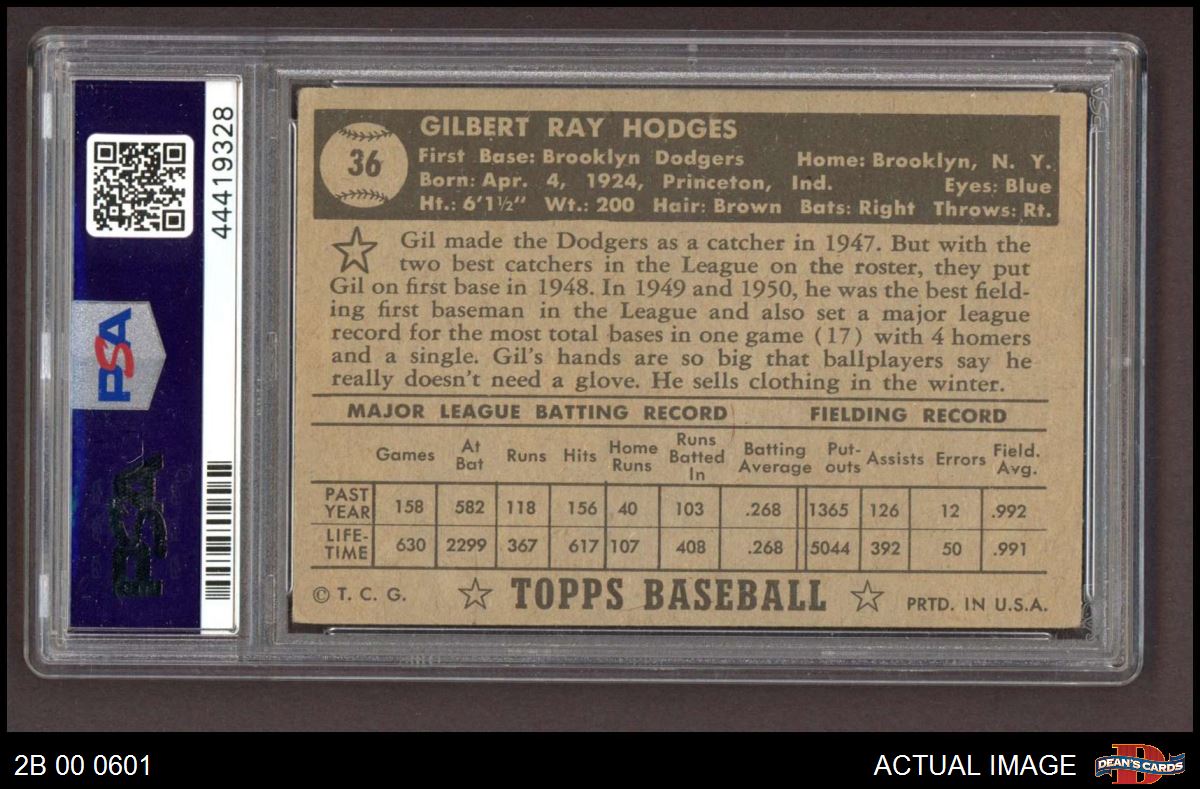 44419328
PSA
PSA
36
GILBERT RAY HODGES
First Base: Brooklyn Dodgers Home: Brooklyn, N. Y.
Born: Apr. 4, 1924, Princeton, Ind. Eyes: Blue
Ht.: 6'1½" Wt.: 200 Hair: Brown Bats: Right Throws: Rt.
Gil made the Dodgers as a catcher in 1947. But with the
two best catchers in the League on the roster, they put
Gil on first base in 1948. In 1949 and 1950, he was the best field-
ing first baseman in the League and also set a major league
record for the most total bases in one game (17) with 4 homers
and a single. Gil's hands are so big that ballplayers say he
really doesn't need a glove. He sells clothing in the winter.
MAJOR LEAGUE BATTING RECORD FIELDING RECORD
Games At Bat Runs Hits Home Runs Runs Batted In Batting Average Put-outs Assists Errors Field. Avg.
PAST YEAR 158 582 118 156 40 103 .268 1365 126 12 .992
LIFE-TIME 630 2299 367 617 107 408 .268 5044 392 50 .991
© T. C. G. TOPPS BASEBALL PRTD. IN U.S.A.
2B 00 0601 ACTUAL IMAGE DEAN'S CARDS